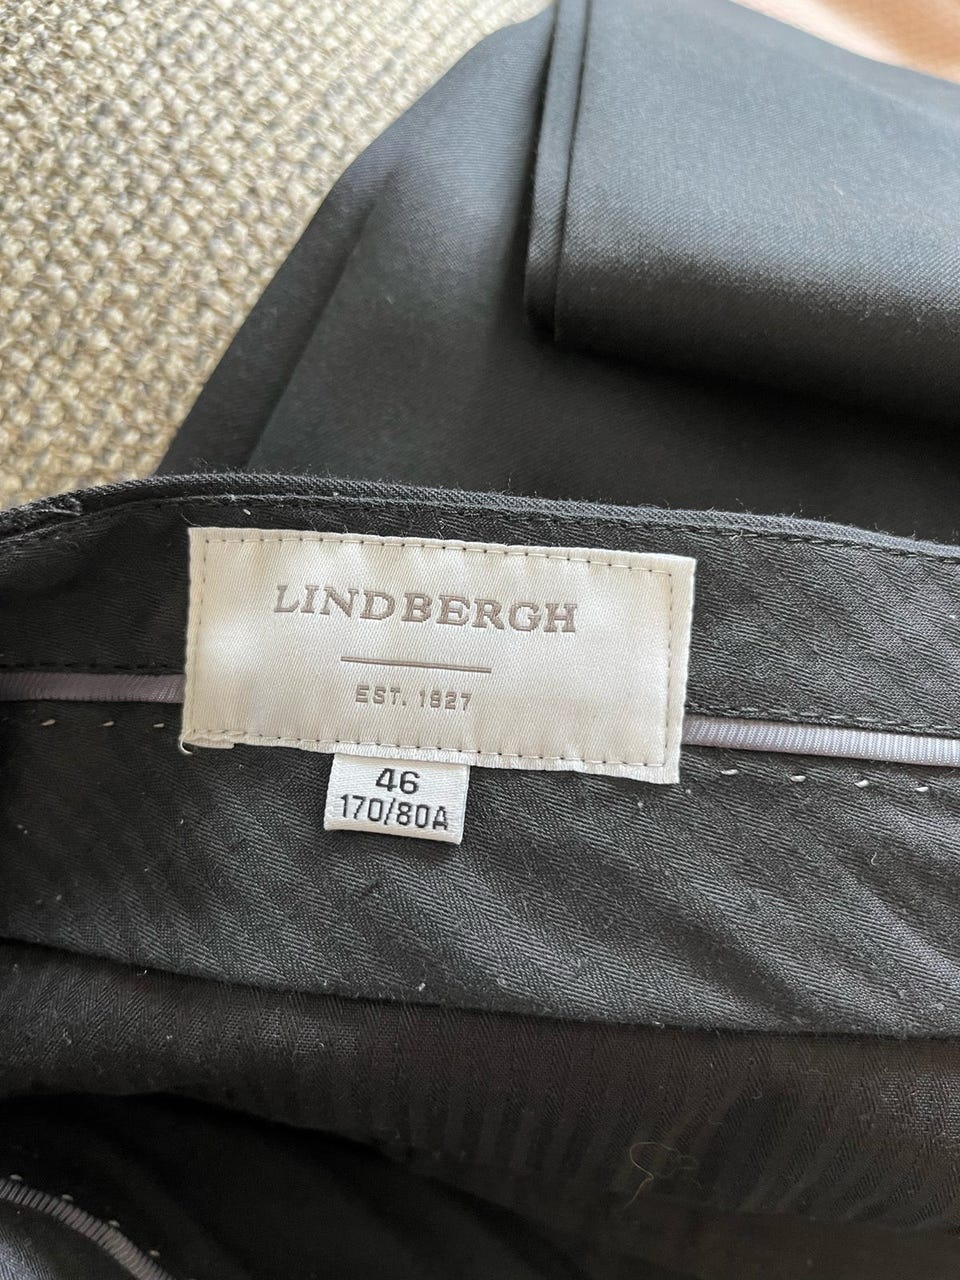 LINDBERGH
EST. 1927
46
170/80A